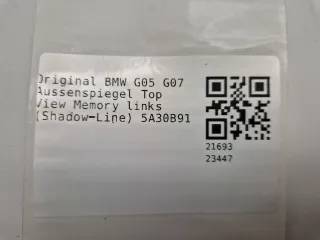 Original BMW G05 G07
Aussenspiegel Top
View Memory links
(Shadow-Line) 5A30B91
21693
23447